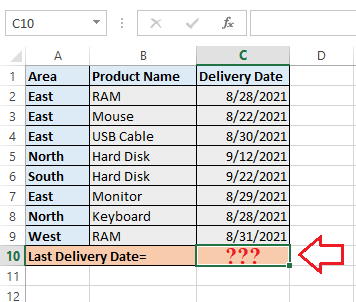 C10
fx
A B C D
1 Area Product Name Delivery Date
2 East RAM 8/28/2021
3 East Mouse 8/22/2021
4 East USB Cable 8/30/2021
5 North Hard Disk 9/12/2021
6 South Hard Disk 9/22/2021
7 East Monitor 8/29/2021
8 North Keyboard 8/28/2021
9 West RAM 8/31/2021
10 Last Delivery Date= ???
11
12